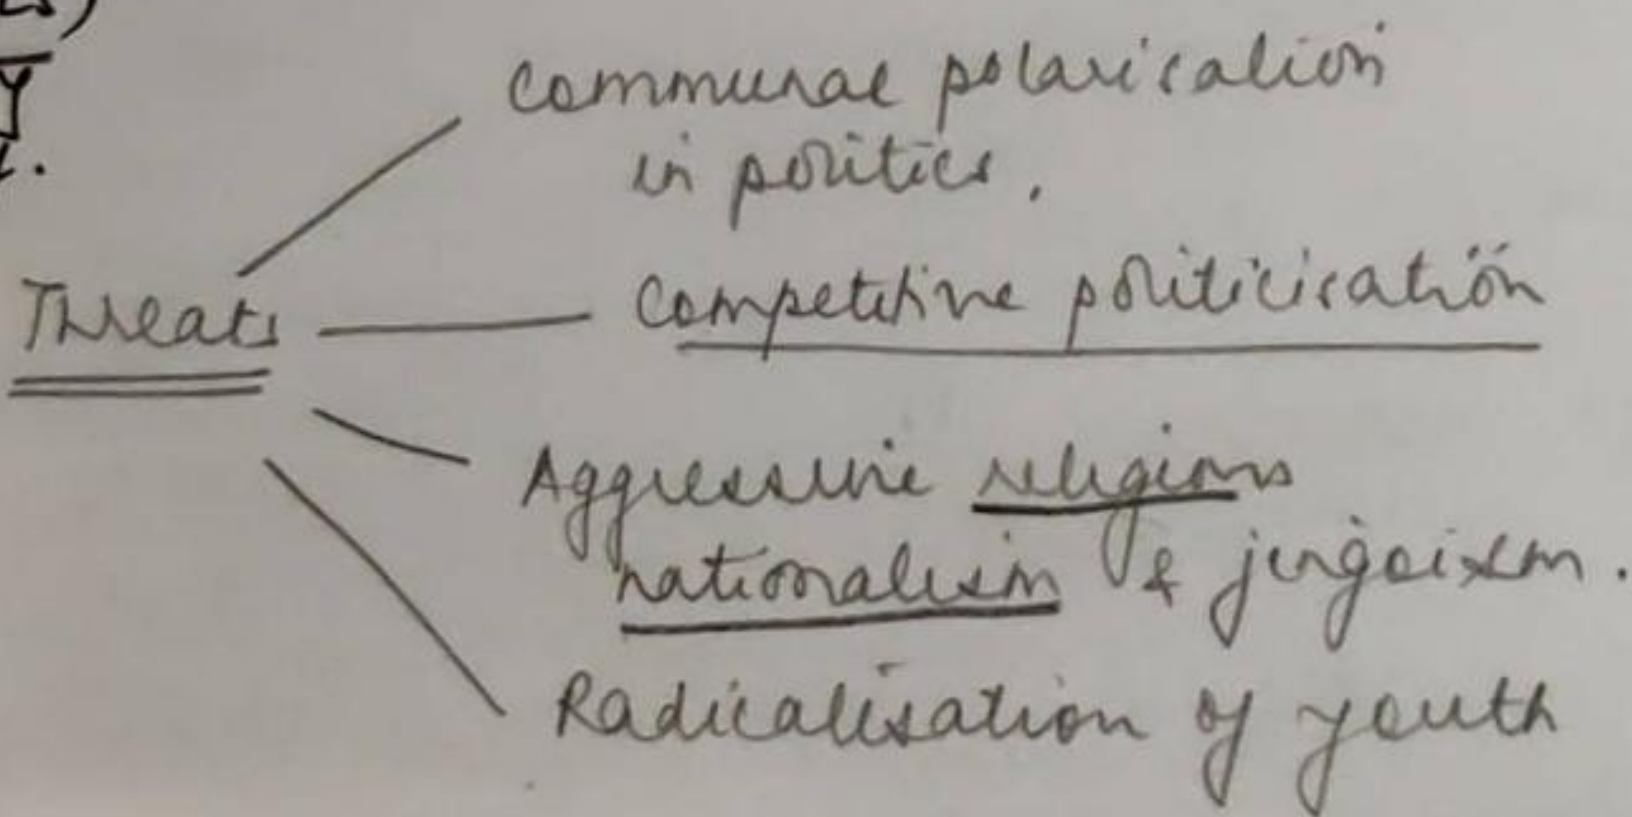 Communal polarisation
in politics.
Threats
Competitive politicisation
Aggressive religious
nationalism & jingoism.
Radicalisation of youth